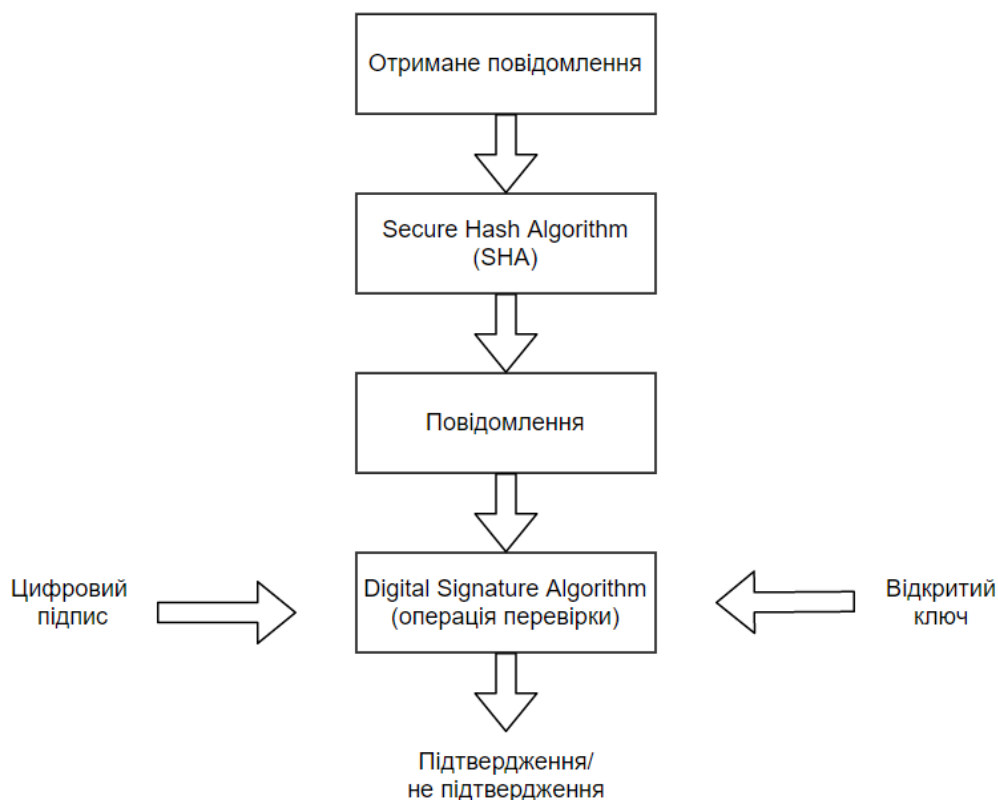 Отримане повідомлення
Secure Hash Algorithm
(SHA)
Повідомлення
Цифровий
підпис
Digital Signature Algorithm
(операція перевірки)
Відкритий
ключ
Підтвердження/
не підтвердження